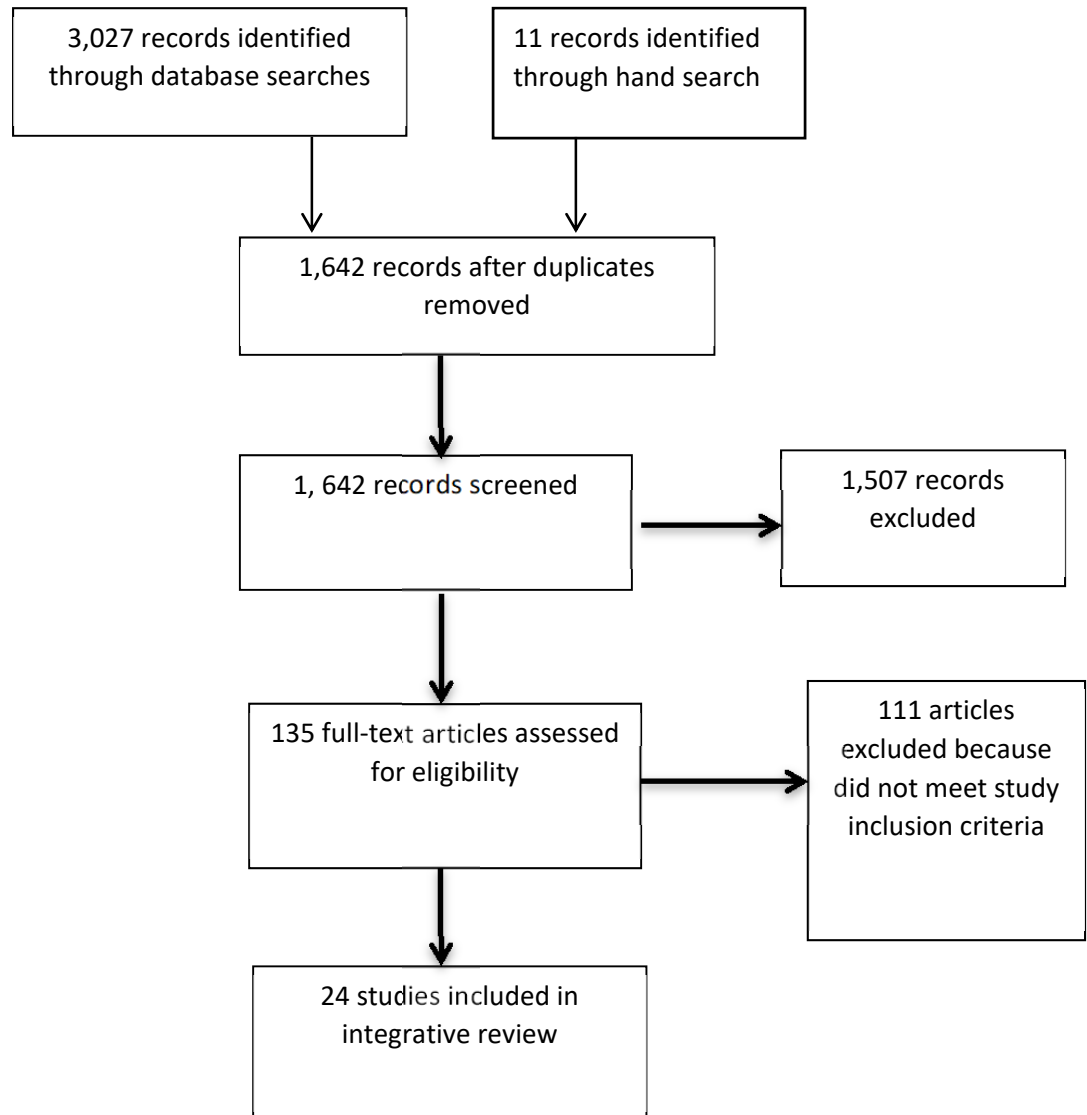 3,027 records identified
through database searches
11 records identified
through hand search
1,642 records after duplicates
removed
1, 642 records screened
1,507 records
excluded
135 full-text articles assessed
for eligibility
111 articles
excluded because
did not meet study
inclusion criteria
24 studies included in
integrative review